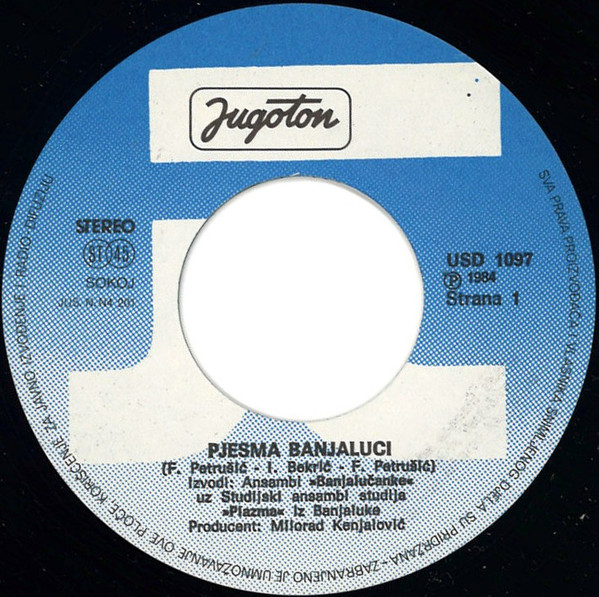 Jugoton
STEREO
ST 45
SOKOJ
JUS. N. N4 201
USD 1097
℗ 1984
Strana 1
PJESMA BANJALUCI
(F. Petrušić - I. Bekrić - F. Petrušić)
Izvodi: Ansambl »Banjalučanke«
uz Studijski ansambl studija
»Plazma« iz Banjaluke
Producent: Milorad Kenjalović
SVA PRAVA PROIZVOĐAČA I VLASNIKA SNIMLJENOG DJELA SU PRIDRŽANA - ZABRANJENO JE UMNOŽAVANJE OVE PLOČE, KORIŠĆENJE ZA JAVNO IZVOĐENJE I RADIO-DIFUZIJU